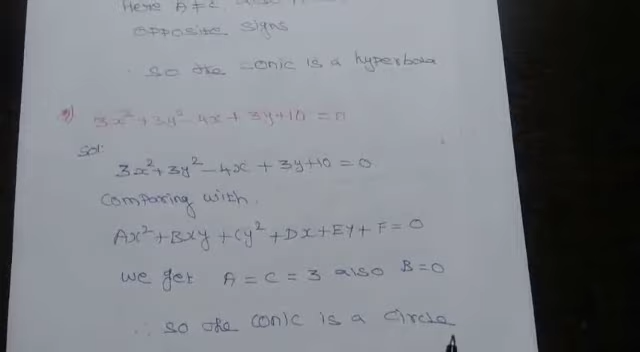 Here A ≠ C also
opposite signs
∴ so the conic is a hyperbola
3x² + 3y² - 4x + 3y + 10 = 0
Sol:
3x² + 3y² - 4x + 3y + 10 = 0
Comparing with
Ax² + Bxy + Cy² + Dx + Ey + F = 0
we get A = C = 3 also B = 0
∴ so the conic is a circle